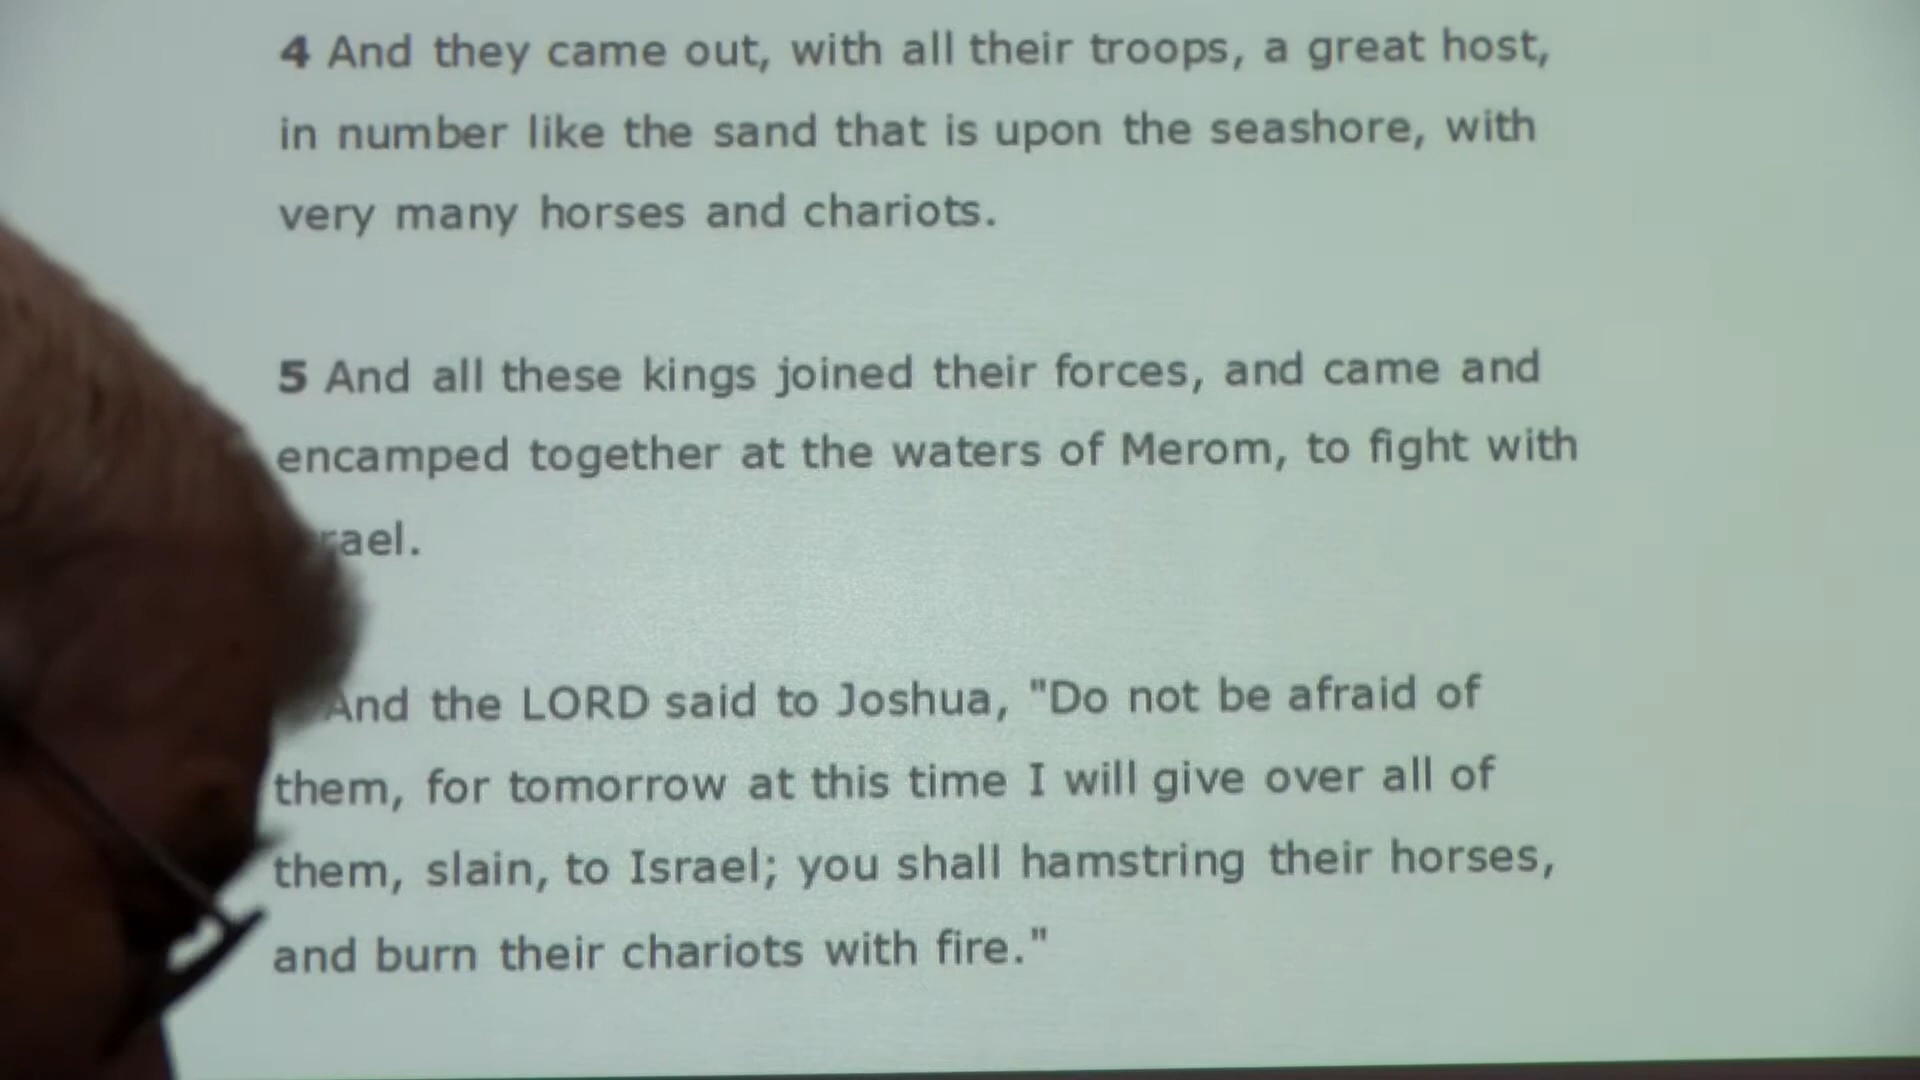 4 And they came out, with all their troops, a great host,
in number like the sand that is upon the seashore, with
very many horses and chariots.
5 And all these kings joined their forces, and came and
encamped together at the waters of Merom, to fight with
rael.
And the LORD said to Joshua, "Do not be afraid of
them, for tomorrow at this time I will give over all of
them, slain, to Israel; you shall hamstring their horses,
and burn their chariots with fire."